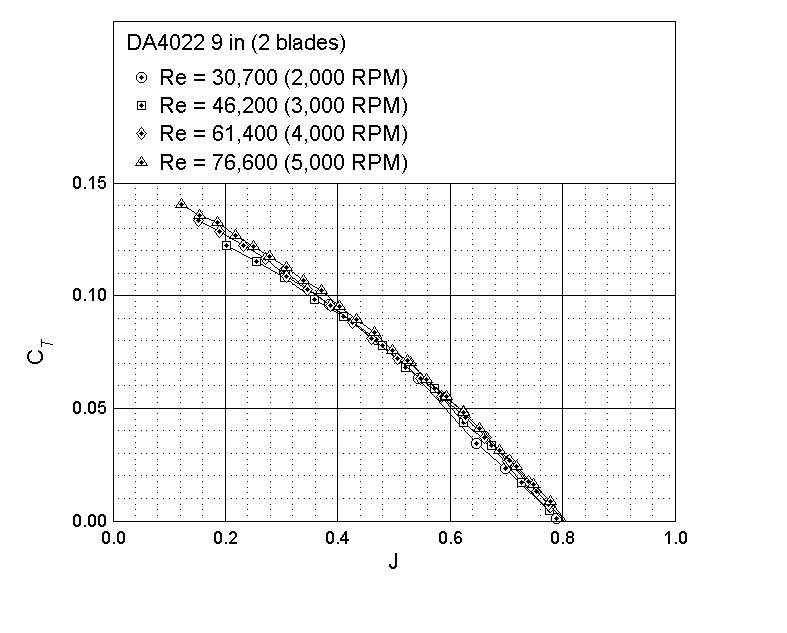 DA4022 9 in (2 blades)
Re = 30,700 (2,000 RPM)
Re = 46,200 (3,000 RPM)
Re = 61,400 (4,000 RPM)
Re = 76,600 (5,000 RPM)
0.15
0.10
0.05
0.00
C_T
0.0 0.2 0.4 0.6 0.8 1.0
J